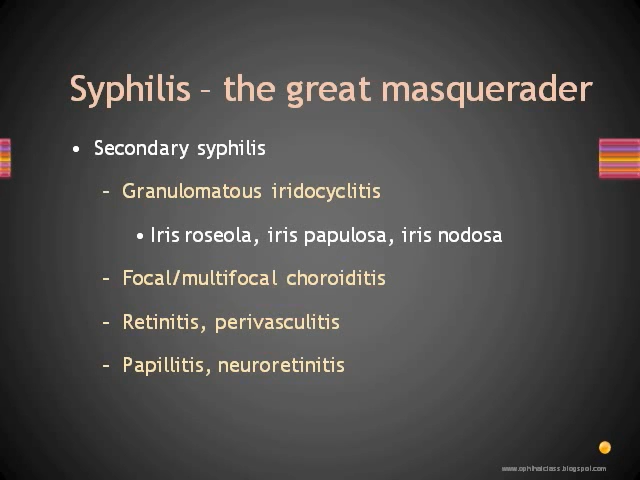 Syphilis – the great masquerader
• Secondary syphilis
– Granulomatous iridocyclitis
• Iris roseola, iris papulosa, iris nodosa
– Focal/multifocal choroiditis
– Retinitis, perivasculitis
– Papillitis, neuroretinitis
www.ophthalclass.blogspot.com